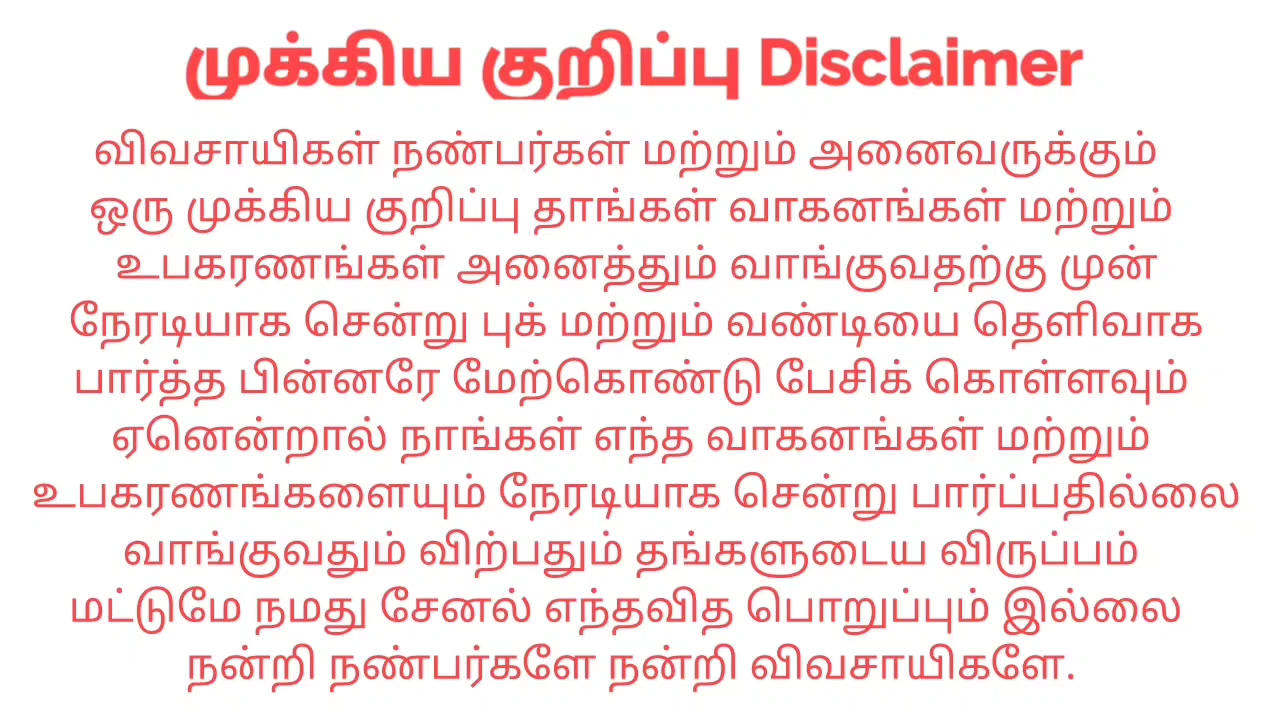 முக்கிய குறிப்பு Disclaimer
விவசாயிகள் நண்பர்கள் மற்றும் அனைவருக்கும்
ஒரு முக்கிய குறிப்பு தாங்கள் வாகனங்கள் மற்றும்
உபகரணங்கள் அனைத்தும் வாங்குவதற்கு முன்
நேரடியாக சென்று புக் மற்றும் வண்டியை தெளிவாக
பார்த்த பின்னரே மேற்கொண்டு பேசிக் கொள்ளவும்
ஏனென்றால் நாங்கள் எந்த வாகனங்கள் மற்றும்
உபகரணங்களையும் நேரடியாக சென்று பார்ப்பதில்லை
வாங்குவதும் விற்பதும் தங்களுடைய விருப்பம்
மட்டுமே நமது சேனல் எந்தவித பொறுப்பும் இல்லை
நன்றி நண்பர்களே நன்றி விவசாயிகளே.